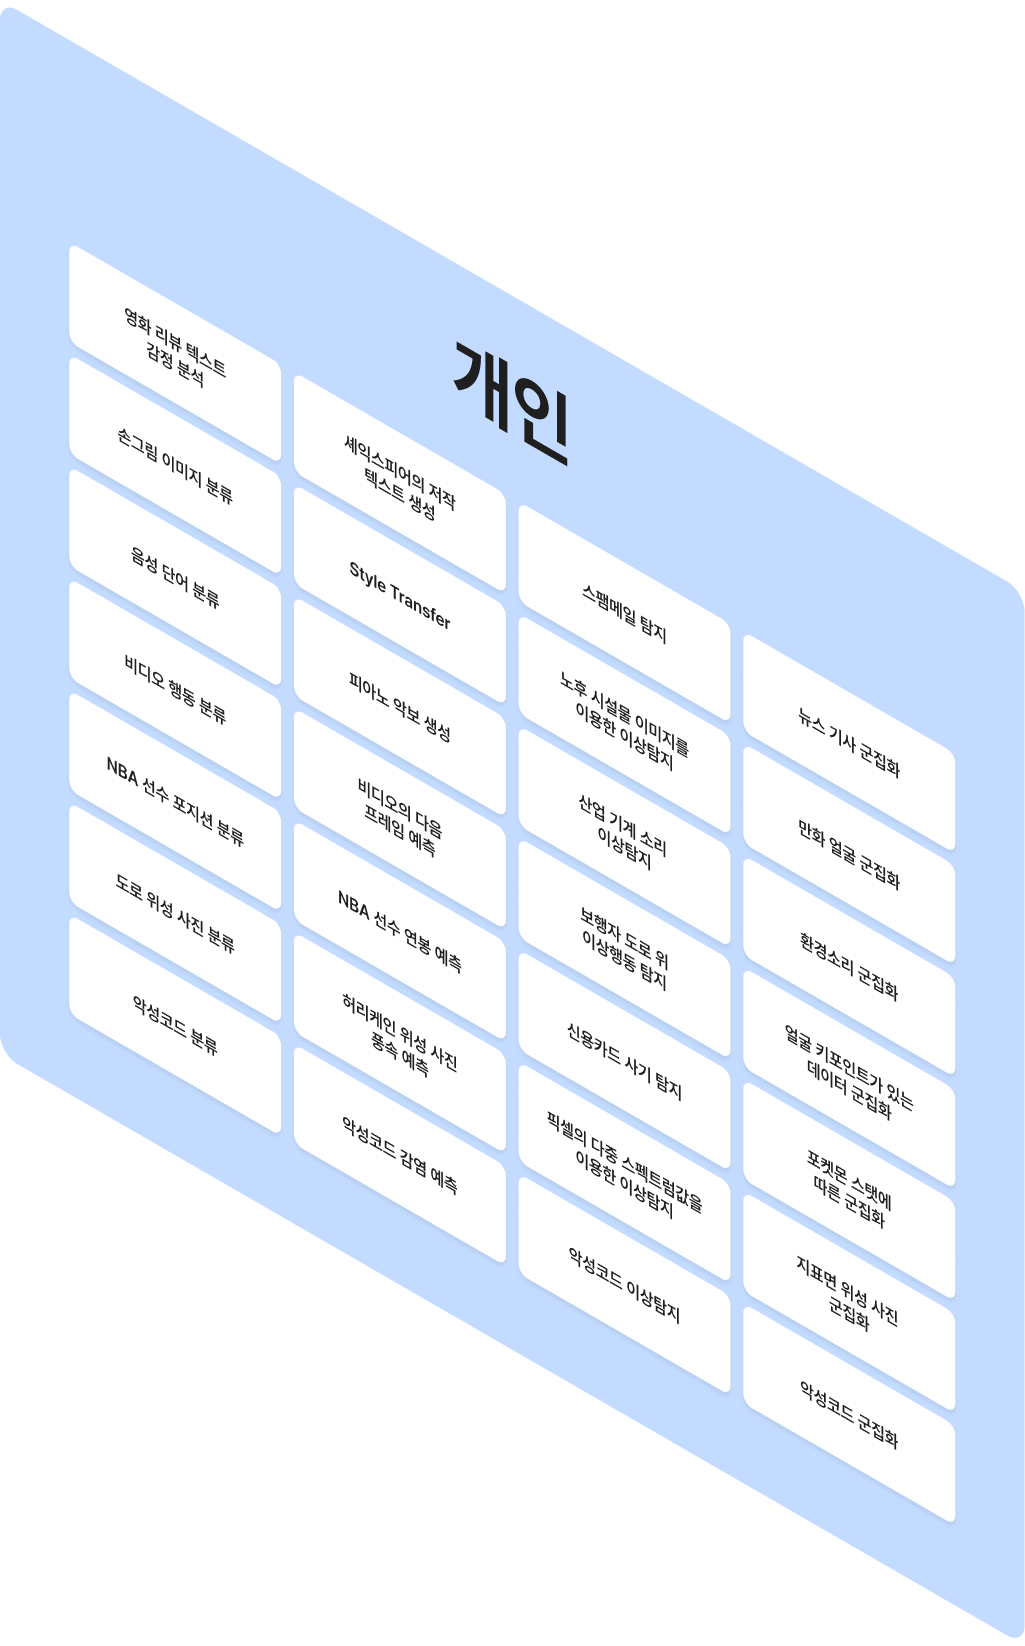 개인
영화 리뷰 텍스트
감정 분석
손그림 이미지 분류
음성 단어 분류
비디오 행동 분류
NBA 선수 포지션 분류
도로 위성 사진 분류
악성코드 분류
셰익스피어의 저작
텍스트 생성
Style Transfer
피아노 악보 생성
비디오의 다음
프레임 예측
NBA 선수 연봉 예측
허리케인 위성 사진
풍속 예측
악성코드 감염 예측
스팸메일 탐지
노후 시설물 이미지를
이용한 이상탐지
산업 기계 소리
이상탐지
보행자 도로 위
이상행동 탐지
신용카드 사기 탐지
픽셀의 다중 스펙트럼값을
이용한 이상탐지
악성코드 이상탐지
뉴스 기사 군집화
만화 얼굴 군집화
환경소리 군집화
얼굴 키포인트가 있는
데이터 군집화
포켓몬 스탯에
따른 군집화
지표면 위성 사진
군집화
악성코드 군집화